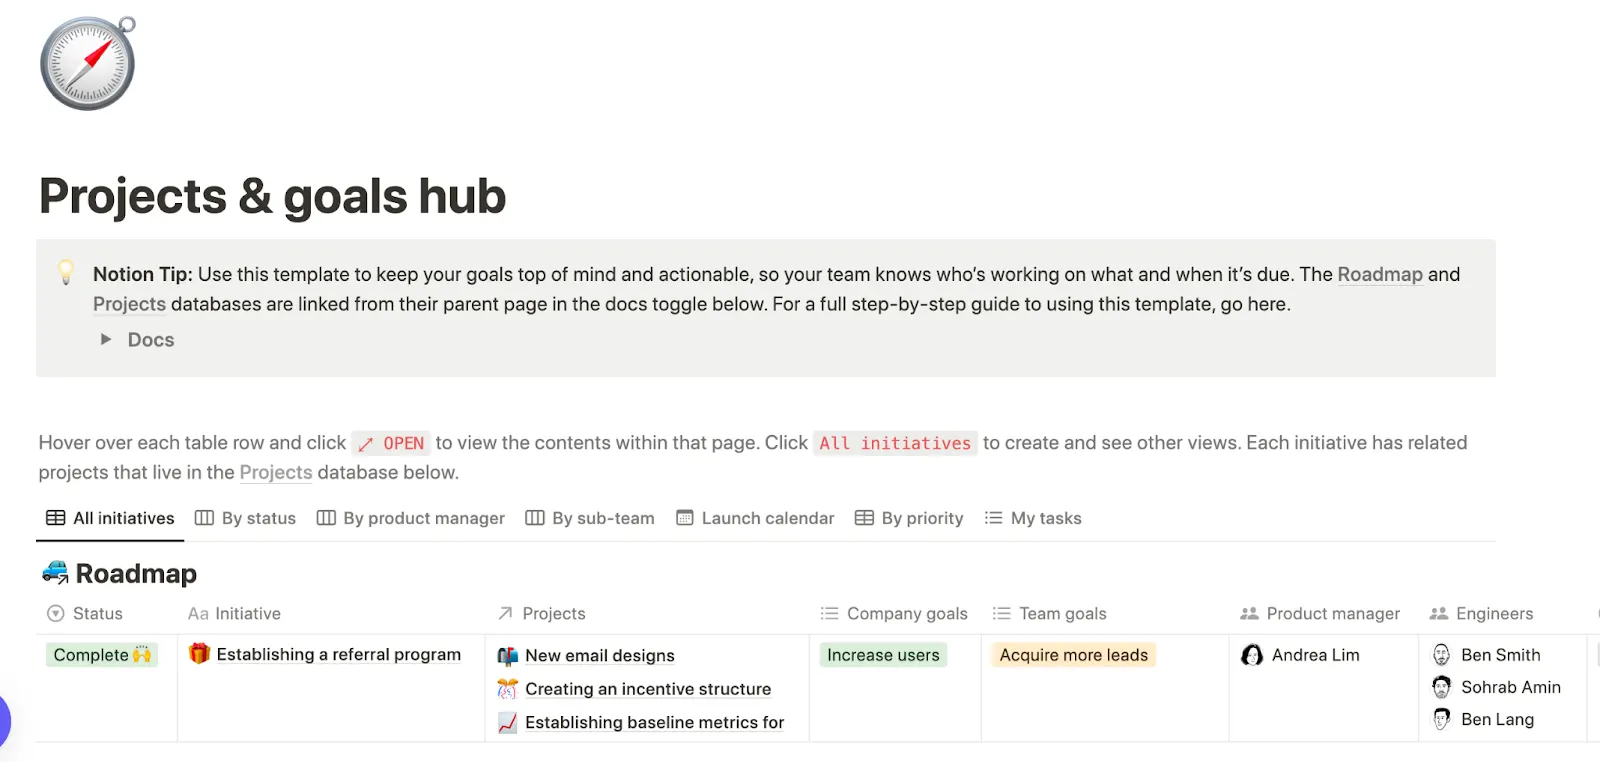 Projects & goals hub
Notion Tip: Use this template to keep your goals top of mind and actionable, so your team knows who’s working on what and when it’s due. The Roadmap and
Projects databases are linked from their parent page in the docs toggle below. For a full step-by-step guide to using this template, go here.
Docs
Hover over each table row and click OPEN to view the contents within that page. Click All initiatives to create and see other views. Each initiative has related
projects that live in the Projects database below.
All initiatives By status By product manager By sub-team Launch calendar By priority My tasks
Roadmap
Status Aa Initiative Projects Company goals Team goals Product manager Engineers
Complete Establishing a referral program New email designs Increase users Acquire more leads Andrea Lim Ben Smith
Creating an incentive structure Sohrab Amin
Establishing baseline metrics for Ben Lang